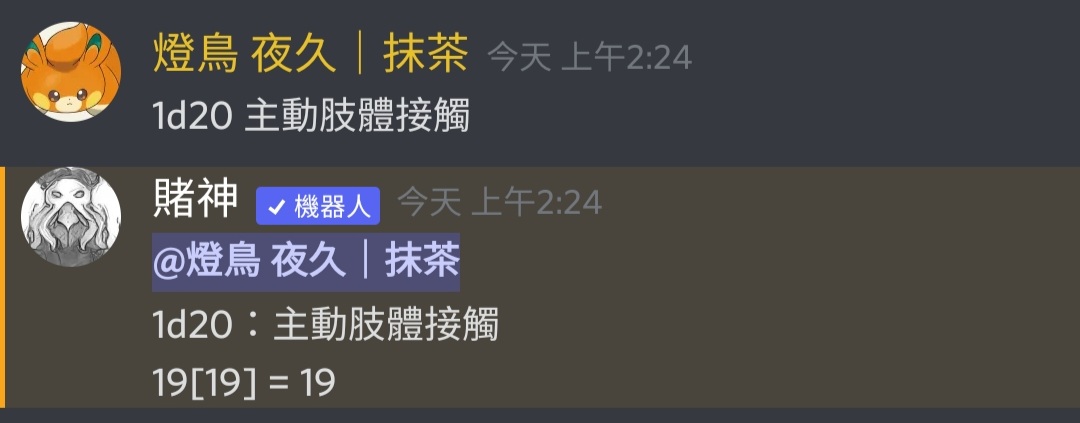 燈鳥 夜久｜抹茶 今天 上午2:24
1d20 主動肢體接觸
賭神 ✓ 機器人 今天 上午2:24
@燈鳥 夜久｜抹茶
1d20：主動肢體接觸
19[19] = 19